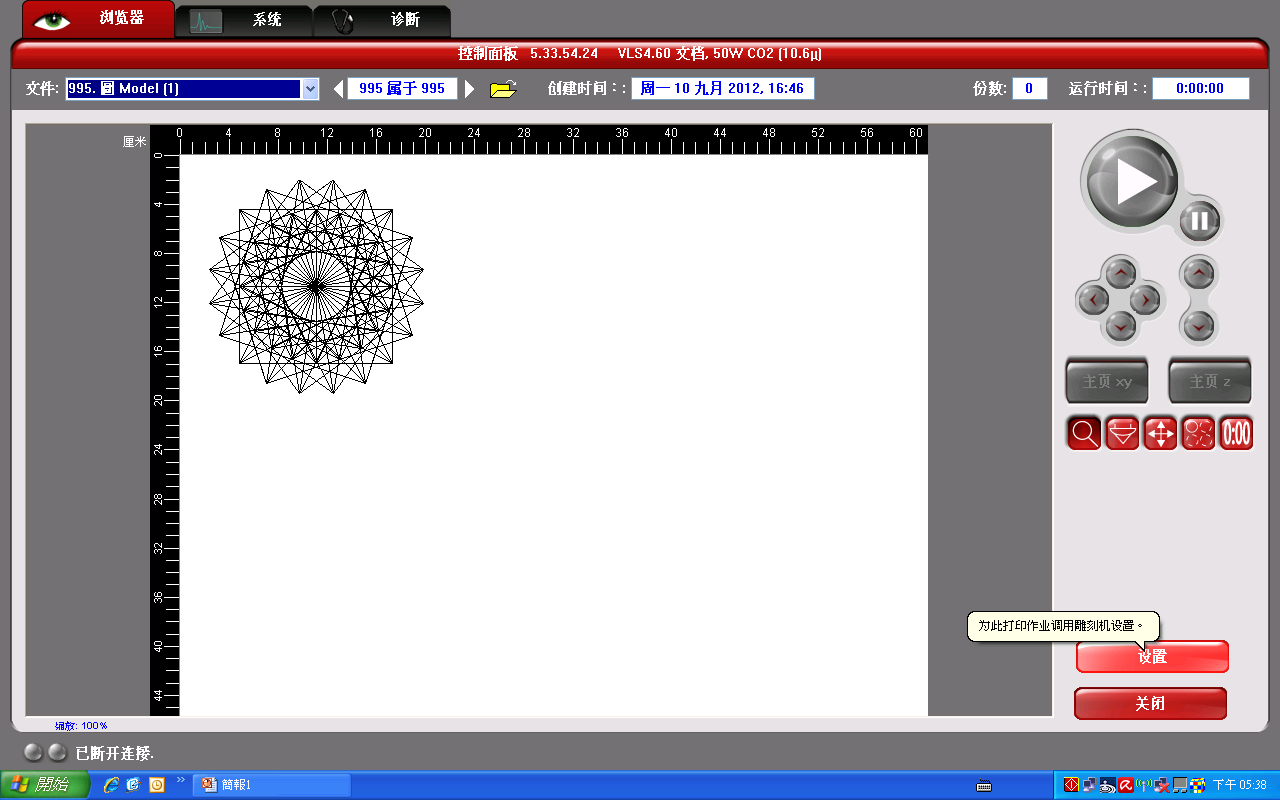 浏览器 系统 诊断
控制面板 5.33.54.24 VLS4.60 文档, 50W CO2 (10.6µ)
文件: 995. 圖 Model (1) 995 属于 995 创建时间：: 周一 10 九月 2012, 16:46 份数: 0 运行时间：: 0:00:00
厘米 0 4 8 12 16 20 24 28 32 36 40 44 48 52 56 60
0
4
8
12
16
20
24
28
32
36
40
44
主页 xy 主页 z
0:00
为此打印作业调用雕刻机设置。
设置
关闭
缩放: 100%
已断开连接.
開始 簡報1 下午 05:38